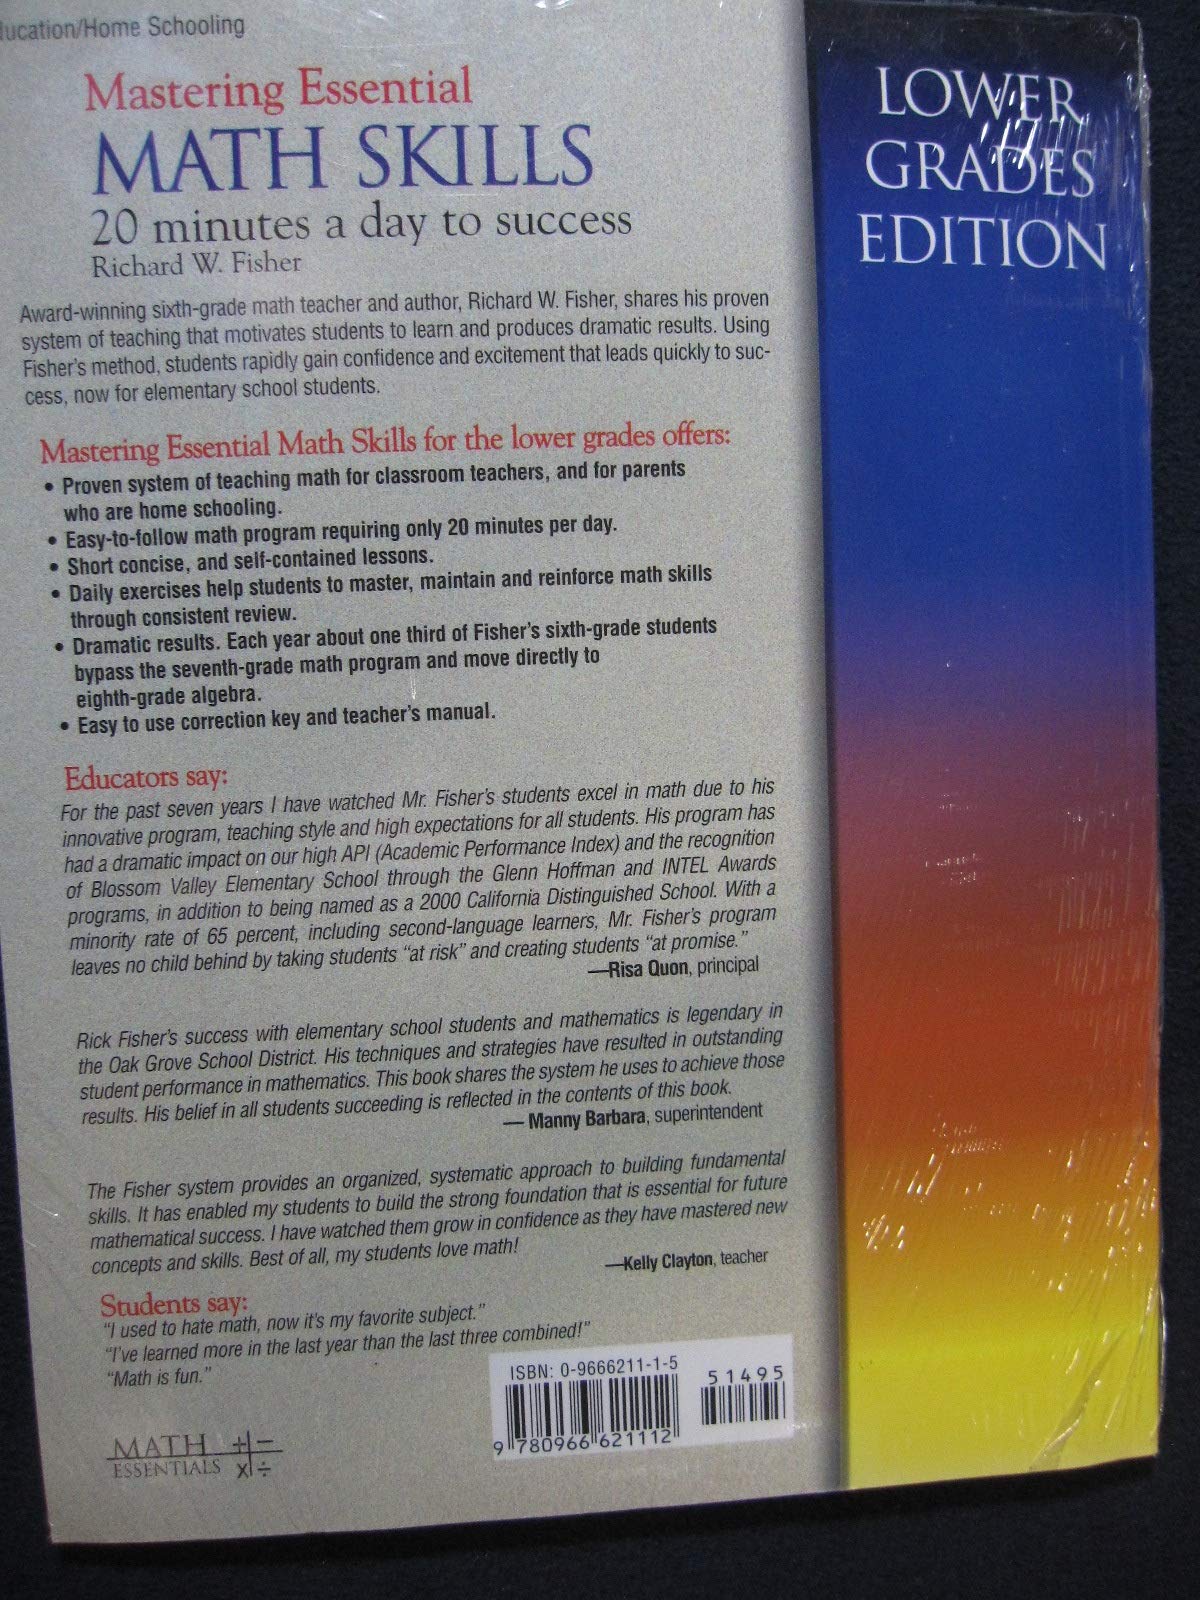 ucation/Home Schooling
Mastering Essential
MATH SKILLS
20 minutes a day to success
Richard W. Fisher
Award-winning sixth-grade math teacher and author, Richard W. Fisher, shares his proven
system of teaching that motivates students to learn and produces dramatic results. Using
Fisher's method, students rapidly gain confidence and excitement that leads quickly to suc-
cess, now for elementary school students.
Mastering Essential Math Skills for the lower grades offers:
• Proven system of teaching math for classroom teachers, and for parents
who are home schooling.
• Easy-to-follow math program requiring only 20 minutes per day.
• Short concise, and self-contained lessons.
• Daily exercises help students to master, maintain and reinforce math skills
through consistent review.
• Dramatic results. Each year about one third of Fisher's sixth-grade students
bypass the seventh-grade math program and move directly to
eighth-grade algebra.
• Easy to use correction key and teacher's manual.
Educators say:
For the past seven years I have watched Mr. Fisher's students excel in math due to his
innovative program, teaching style and high expectations for all students. His program has
had a dramatic impact on our high API (Academic Performance Index) and the recognition
of Blossom Valley Elementary School through the Glenn Hoffman and INTEL Awards
programs, in addition to being named as a 2000 California Distinguished School. With a
minority rate of 65 percent, including second-language learners, Mr. Fisher's program
leaves no child behind by taking students "at risk" and creating students "at promise."
—Risa Quon, principal
Rick Fisher's success with elementary school students and mathematics is legendary in
the Oak Grove School District. His techniques and strategies have resulted in outstanding
student performance in mathematics. This book shares the system he uses to achieve those
results. His belief in all students succeeding is reflected in the contents of this book.
— Manny Barbara, superintendent
The Fisher system provides an organized, systematic approach to building fundamental
skills. It has enabled my students to build the strong foundation that is essential for future
mathematical success. I have watched them grow in confidence as they have mastered new
concepts and skills. Best of all, my students love math!
—Kelly Clayton, teacher
Students say:
"I used to hate math, now it's my favorite subject."
"I've learned more in the last year than the last three combined!"
"Math is fun."
MATH + −
ESSENTIALS x ÷
ISBN: 0-9666211-1-5
51495
9 780966 621112
LOWER
GRADES
EDITION